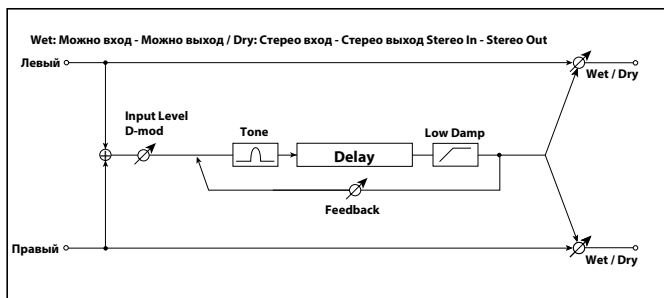 Wet: Можно вход - Можно выход / Dry: Стерео вход - Стерео выход Stereo In - Stereo Out
Левый
Wet / Dry
Input Level
D-mod
Tone
Delay
Low Damp
Feedback
Правый
Wet / Dry